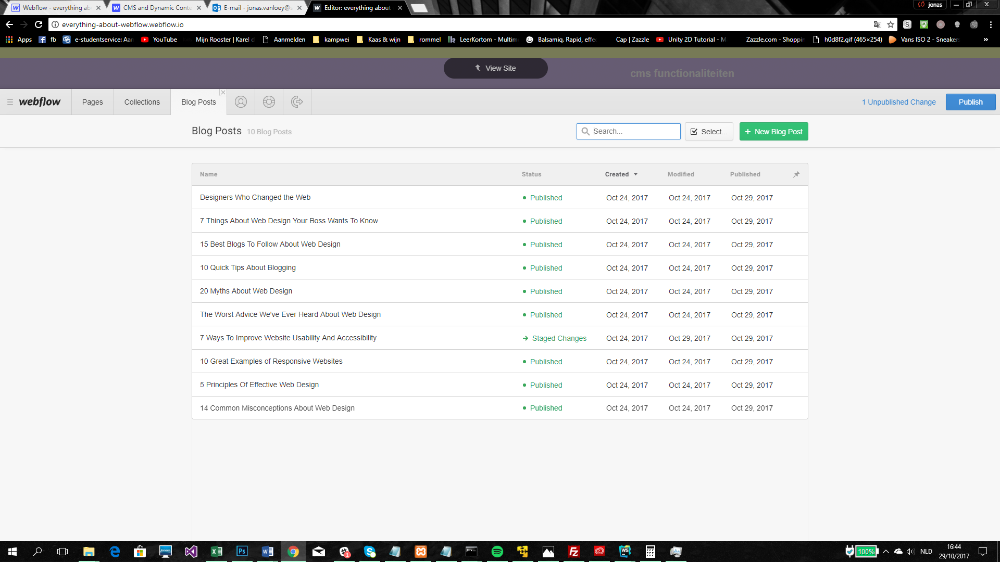 Webflow - everything ab
CMS and Dynamic Conte
E-mail - jonas.vanloey@s
Editor: everything about
jonas
everything-about-webflow.webflow.io
Apps
fb
e-studentservice: Aan
YouTube
Mijn Rooster | Karel d
Aanmelden
kampwei
Kaas & wijn
rommel
LeerKortom - Multime
Balsamiq. Rapid, effe
Cap | Zazzle
Unity 2D Tutorial - M
Zazzle.com - Shoppin
h0d8f2.gif (465×254)
Vans ISO 2 - Sneaker
»
View Site
cms functionaliteiten
webflow
Pages
Collections
Blog Posts
1 Unpublished Change
Publish
Blog Posts 10 Blog Posts
Search...
Select...
+ New Blog Post
Name Status Created Modified Published
Designers Who Changed the Web Published Oct 24, 2017 Oct 24, 2017 Oct 29, 2017
7 Things About Web Design Your Boss Wants To Know Published Oct 24, 2017 Oct 24, 2017 Oct 29, 2017
15 Best Blogs To Follow About Web Design Published Oct 24, 2017 Oct 24, 2017 Oct 29, 2017
10 Quick Tips About Blogging Published Oct 24, 2017 Oct 24, 2017 Oct 29, 2017
20 Myths About Web Design Published Oct 24, 2017 Oct 24, 2017 Oct 29, 2017
The Worst Advice We've Ever Heard About Web Design Published Oct 24, 2017 Oct 24, 2017 Oct 29, 2017
7 Ways To Improve Website Usability And Accessibility Staged Changes Oct 24, 2017 Oct 29, 2017 Oct 29, 2017
10 Great Examples of Responsive Websites Published Oct 24, 2017 Oct 24, 2017 Oct 29, 2017
5 Principles Of Effective Web Design Published Oct 24, 2017 Oct 24, 2017 Oct 29, 2017
14 Common Misconceptions About Web Design Published Oct 24, 2017 Oct 24, 2017 Oct 29, 2017
100%
NLD
16:44
29/10/2017